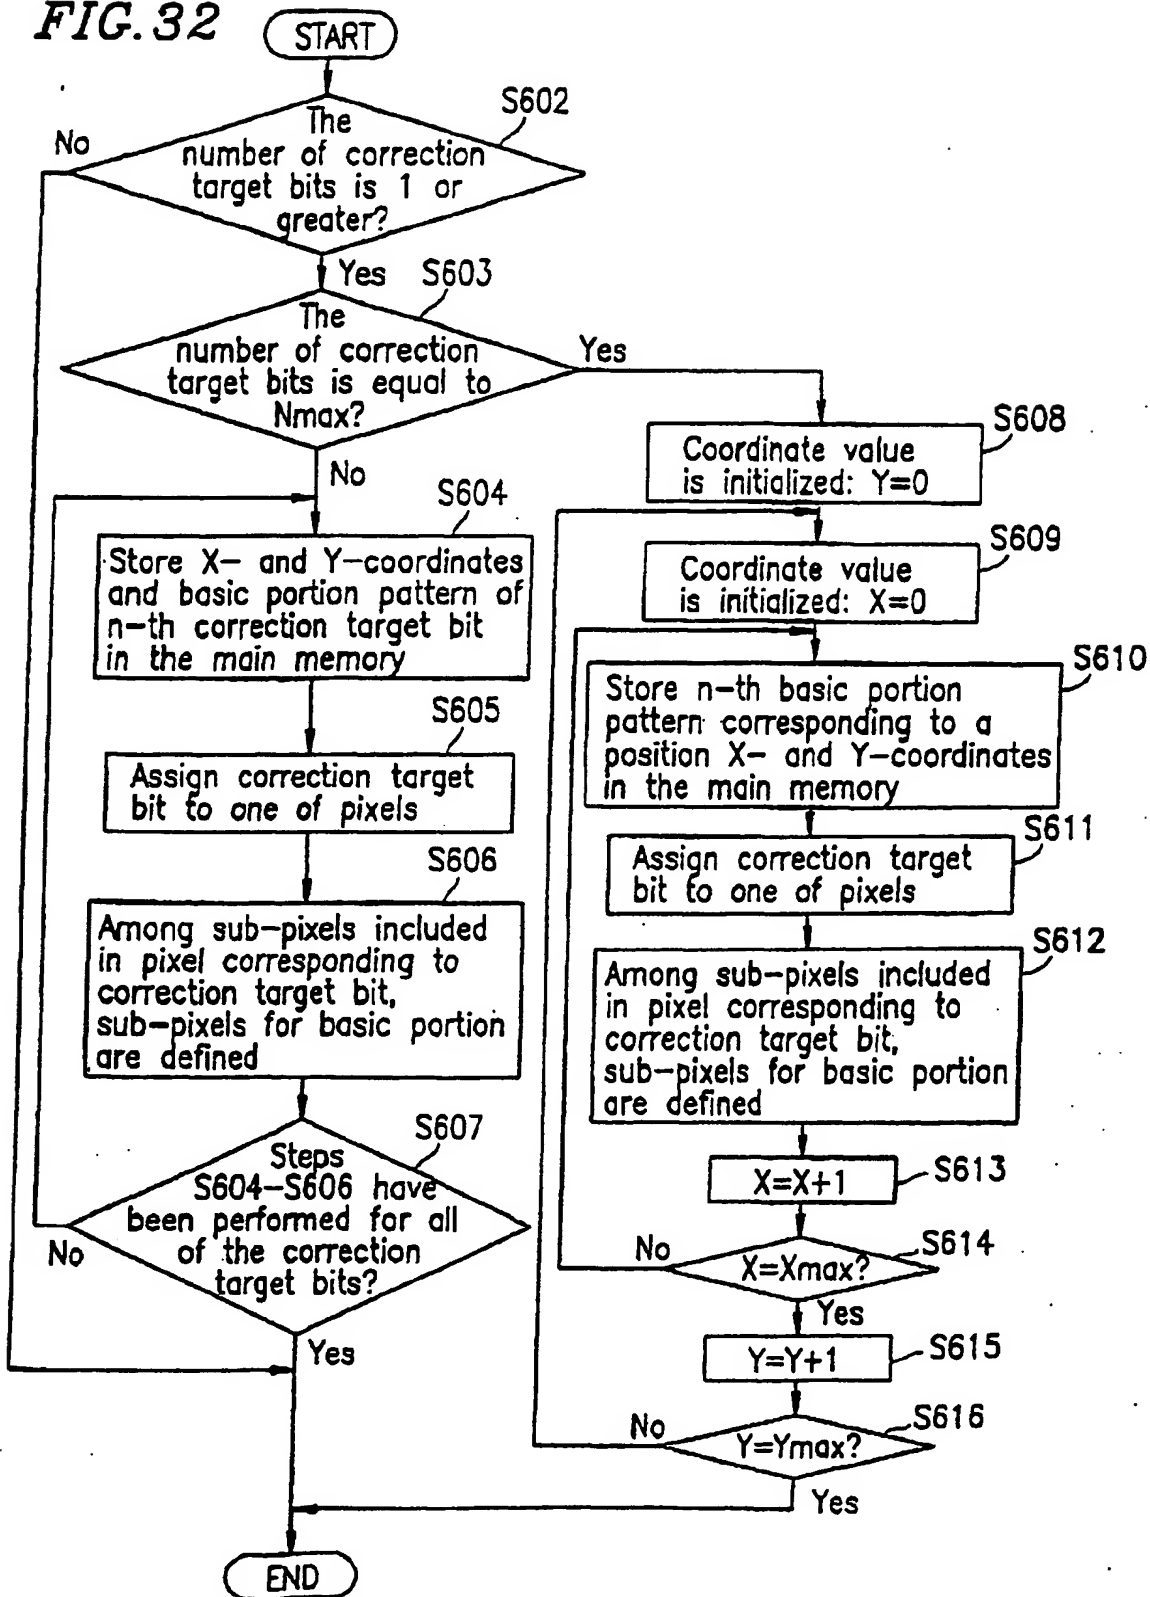 FIG. 32
START
S602
No
The
number of correction
target bits is 1 or
greater?
Yes
S603
The
number of correction
target bits is equal to
Nmax?
Yes
No
S604
Store X- and Y-coordinates
and basic portion pattern of
n-th correction target bit
in the main memory
S605
Assign correction target
bit to one of pixels
S606
Among sub-pixels included
in pixel corresponding to
correction target bit,
sub-pixels for basic portion
are defined
S607
Steps
S604-S606 have
been performed for all
of the correction
target bits?
No
Yes
S608
Coordinate value
is initialized: Y=0
S609
Coordinate value
is initialized: X=0
S610
Store n-th basic portion
pattern corresponding to a
position X- and Y-coordinates
in the main memory
S611
Assign correction target
bit to one of pixels
S612
Among sub-pixels included
in pixel corresponding to
correction target bit,
sub-pixels for basic portion
are defined
X=X+1
S613
No
X=Xmax?
S614
Yes
Y=Y+1
S615
No
Y=Ymax?
S616
Yes
END